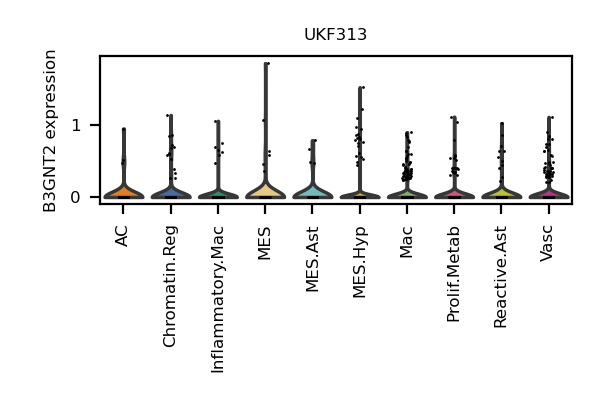 UKF313
B3GNT2 expression
1
0
AC
Chromatin.Reg
Inflammatory.Mac
MES
MES.Ast
MES.Hyp
Mac
Prolif.Metab
Reactive.Ast
Vasc